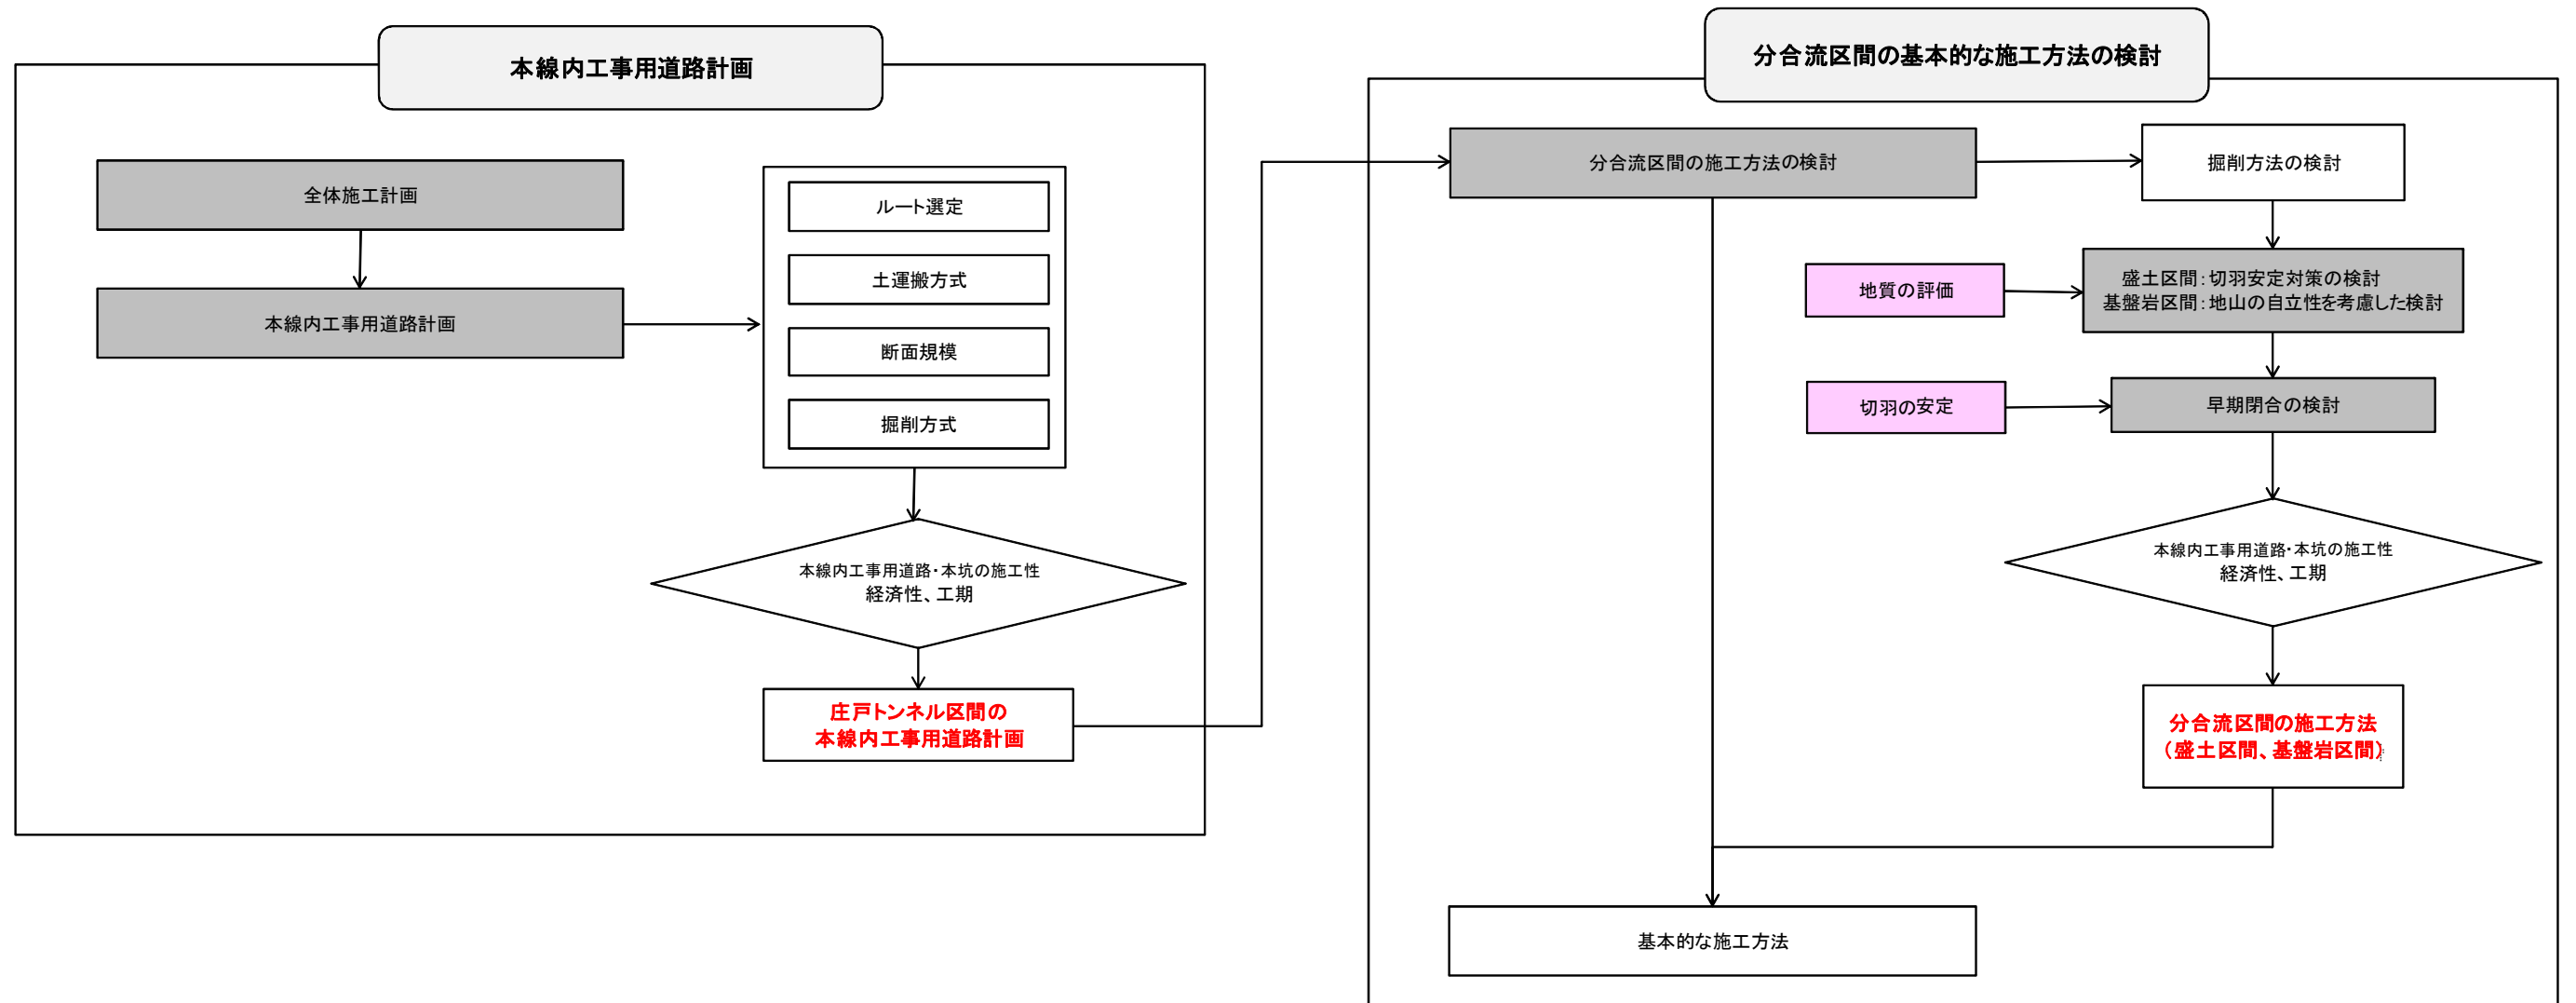 本線内工事用道路計画
全体施工計画
本線内工事用道路計画
ルート選定
土運搬方式
断面規模
掘削方式
本線内工事用道路・本坑の施工性
経済性、工期
庄戸トンネル区間の
本線内工事用道路計画
分合流区間の基本的な施工方法の検討
分合流区間の施工方法の検討
掘削方法の検討
地質の評価
盛土区間：切羽安定対策の検討
基盤岩区間：地山の自立性を考慮した検討
切羽の安定
早期閉合の検討
本線内工事用道路・本坑の施工性
経済性、工期
分合流区間の施工方法
（盛土区間、基盤岩区間）
基本的な施工方法